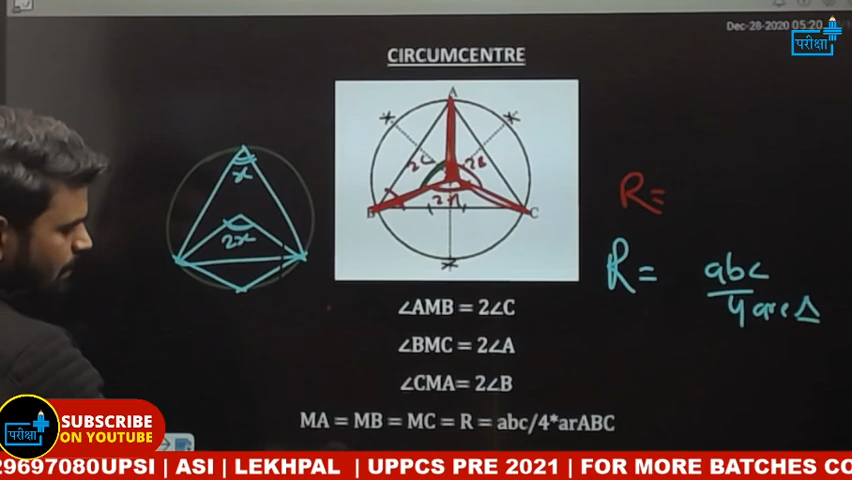 Dec-28-2020 05:20
परीक्षा
CIRCUMCENTRE
A
2C
2B
2A
B
C
x
2x
R=
R= abc
4 are △
∠AMB = 2∠C
∠BMC = 2∠A
∠CMA= 2∠B
MA = MB = MC = R = abc/4*arABC
परीक्षा
SUBSCRIBE
ON YOUTUBE
29697080UPSI | ASI | LEKHPAL | UPPCS PRE 2021 | FOR MORE BATCHES CO